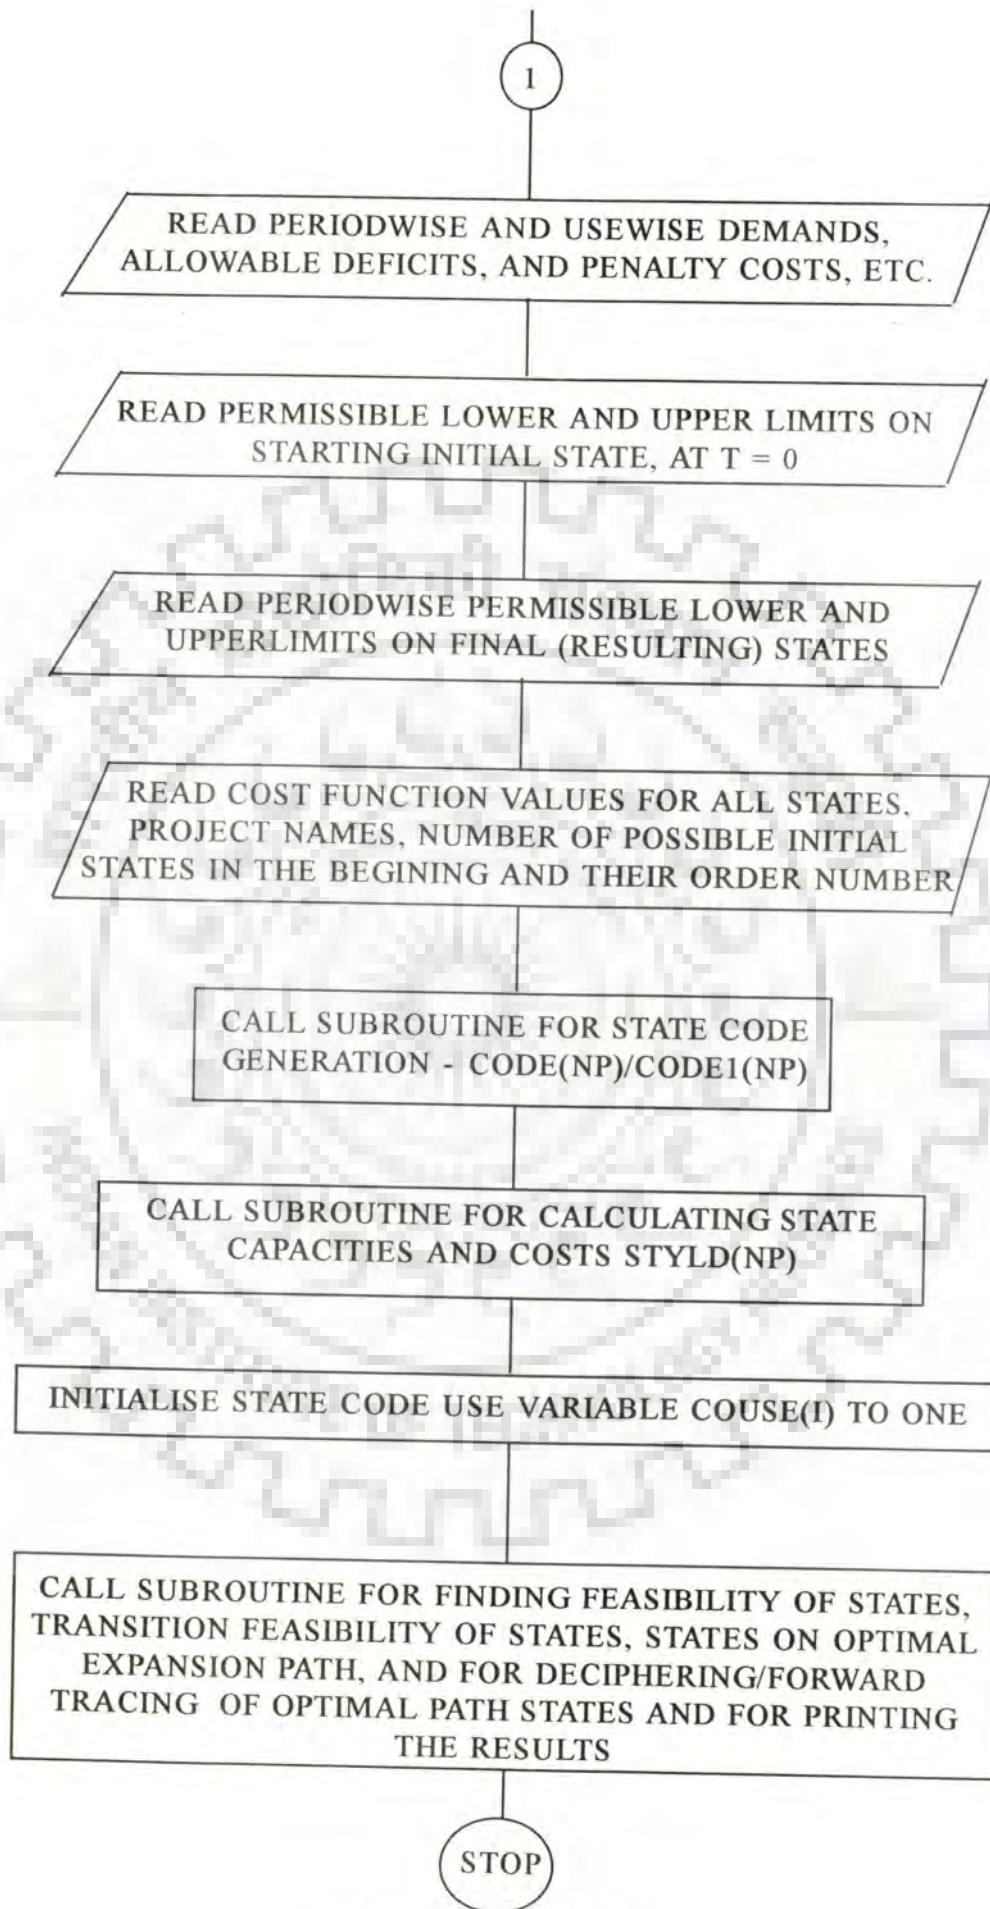 1
READ PERIODWISE AND USEWISE DEMANDS,
ALLOWABLE DEFICITS, AND PENALTY COSTS, ETC.
READ PERMISSIBLE LOWER AND UPPER LIMITS ON
STARTING INITIAL STATE, AT T = 0
READ PERIODWISE PERMISSIBLE LOWER AND
UPPERLIMITS ON FINAL (RESULTING) STATES
READ COST FUNCTION VALUES FOR ALL STATES,
PROJECT NAMES, NUMBER OF POSSIBLE INITIAL
STATES IN THE BEGINING AND THEIR ORDER NUMBER
CALL SUBROUTINE FOR STATE CODE
GENERATION - CODE(NP)/CODE1(NP)
CALL SUBROUTINE FOR CALCULATING STATE
CAPACITIES AND COSTS STYLD(NP)
INITIALISE STATE CODE USE VARIABLE COUSE(I) TO ONE
CALL SUBROUTINE FOR FINDING FEASIBILITY OF STATES,
TRANSITION FEASIBILITY OF STATES, STATES ON OPTIMAL
EXPANSION PATH, AND FOR DECIPHERING/FORWARD
TRACING OF OPTIMAL PATH STATES AND FOR PRINTING
THE RESULTS
STOP